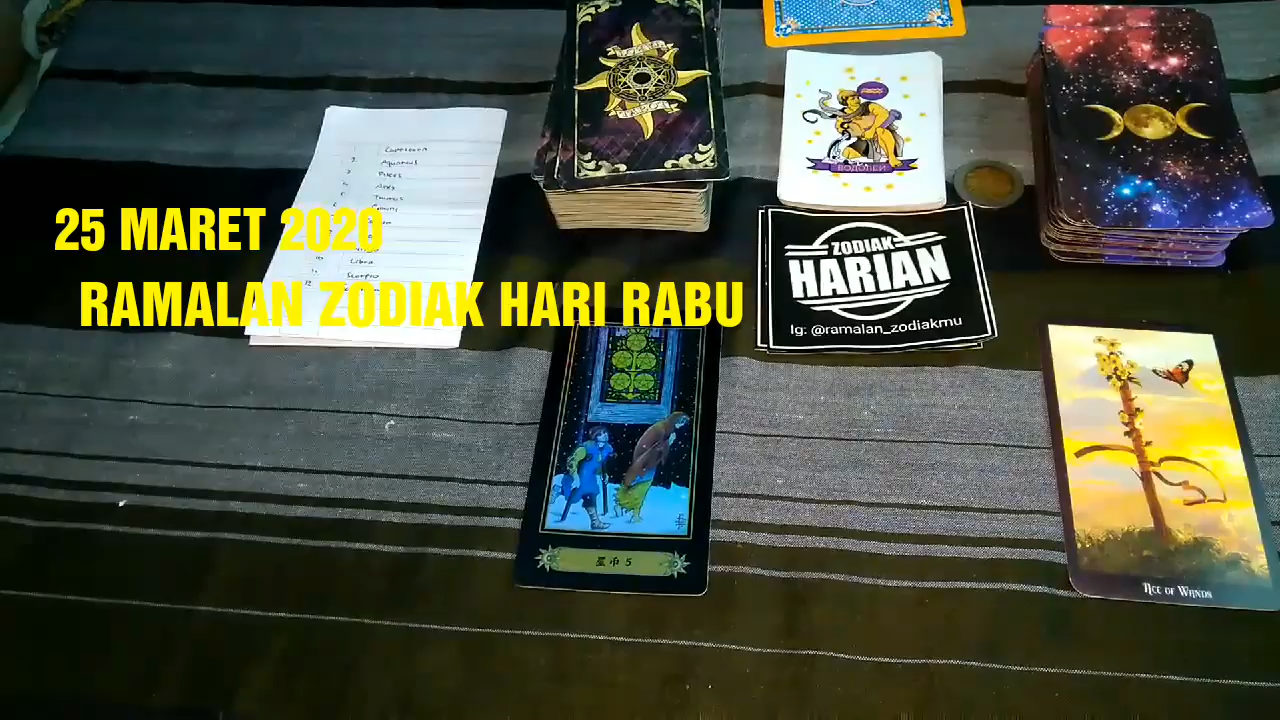 Capricorn
Aquarius
Pisces
Aries
Taurus
Libra
Scorpio
25 MARET 2020
RAMALAN ZODIAK HARI RABU
ВОДОЛЕЙ
ZODIAK
HARIAN
Ig: @ramalan_zodiakmu
星币 5
ACE OF WANDS